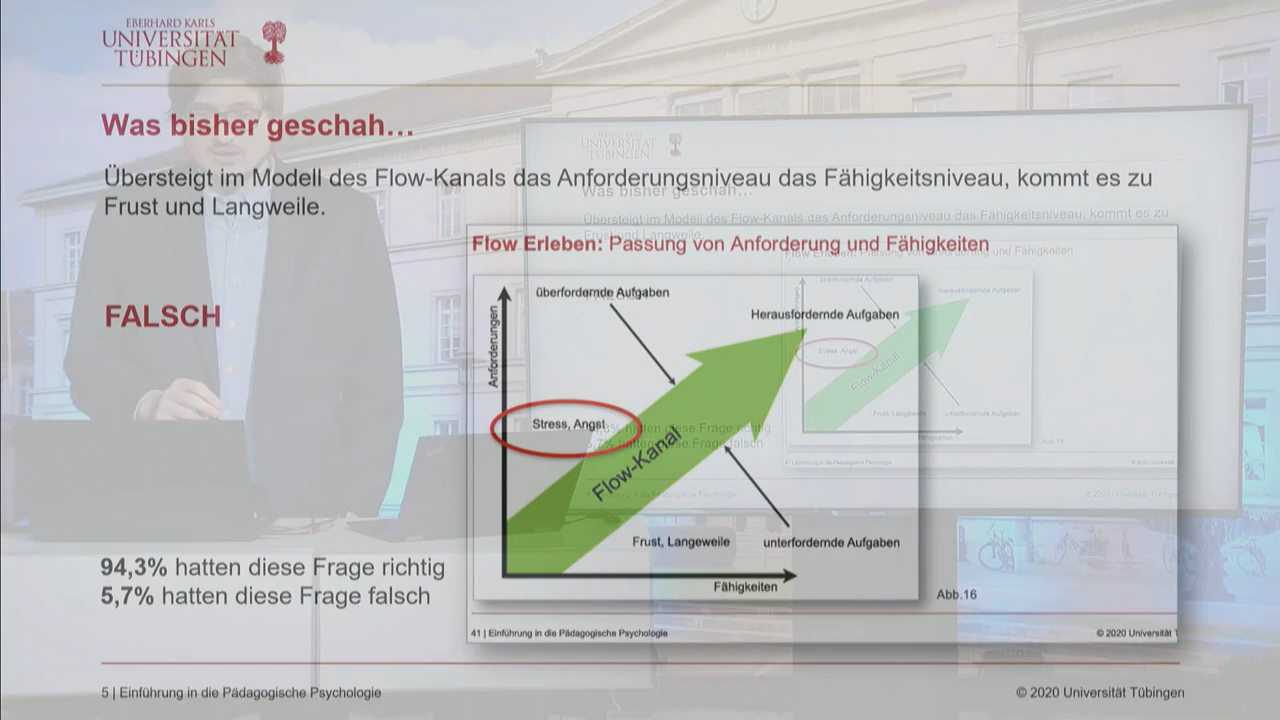 EBERHARD KARLS
UNIVERSITÄT
TÜBINGEN
Was bisher geschah…
Übersteigt im Modell des Flow-Kanals das Anforderungsniveau das Fähigkeitsniveau, kommt es zu
Frust und Langweile.
FALSCH
Flow Erleben: Passung von Anforderung und Fähigkeiten
überfordernde Aufgaben
Herausfordernde Aufgaben
Anforderungen
Stress, Angst
Flow-Kanal
Frust, Langeweile
unterfordernde Aufgaben
Fähigkeiten
Abb.16
41 | Einführung in die Pädagogische Psychologie
© 2020 Universität T
94,3% hatten diese Frage richtig
5,7% hatten diese Frage falsch
5 | Einführung in die Pädagogische Psychologie
© 2020 Universität Tübingen